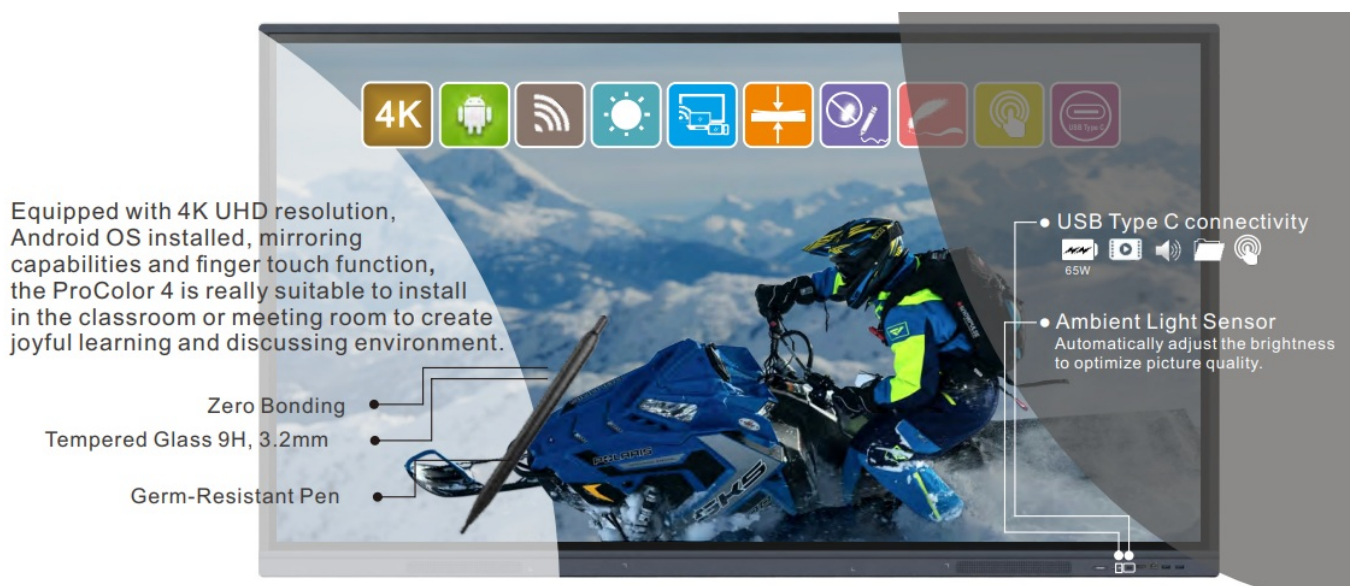 4K
USB Type C
Equipped with 4K UHD resolution,
Android OS installed, mirroring
capabilities and finger touch function,
the ProColor 4 is really suitable to install
in the classroom or meeting room to create
joyful learning and discussing environment.
USB Type C connectivity
65W
Ambient Light Sensor
Automatically adjust the brightness
to optimize picture quality.
Zero Bonding
Tempered Glass 9H, 3.2mm
Germ-Resistant Pen
POLARIS
SKS